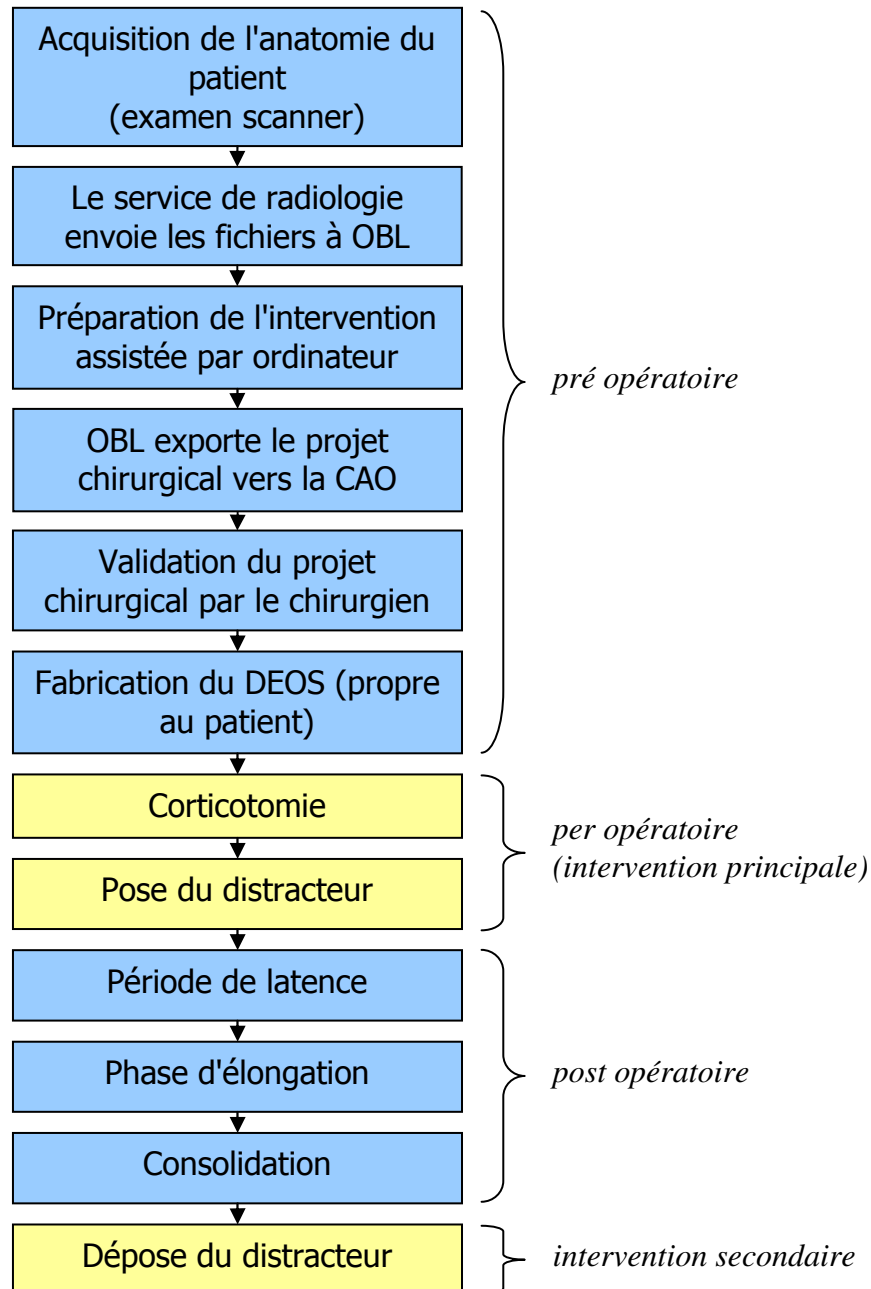 Acquisition de l'anatomie du
patient
(examen scanner)
Le service de radiologie
envoie les fichiers à OBL
Préparation de l'intervention
assistée par ordinateur
pré opératoire
OBL exporte le projet
chirurgical vers la CAO
Validation du projet
chirurgical par le chirurgien
Fabrication du DEOS (propre
au patient)
Corticotomie
per opératoire
(intervention principale)
Pose du distracteur
Période de latence
Phase d'élongation
post opératoire
Consolidation
Dépose du distracteur
intervention secondaire